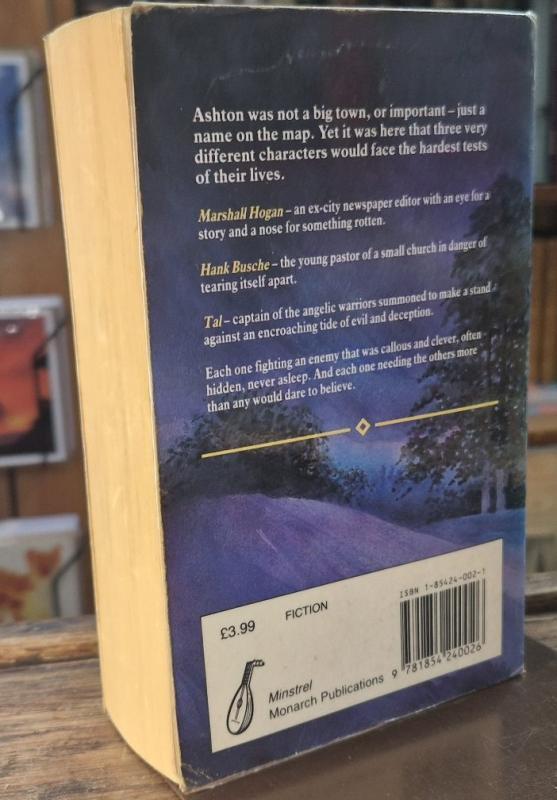 Ashton was not a big town, or important – just a
name on the map. Yet it was here that three very
different characters would face the hardest tests
of their lives.
Marshall Hogan – an ex-city newspaper editor with an eye for a
story and a nose for something rotten.
Hank Busche – the young pastor of a small church in danger of
tearing itself apart.
Tal – captain of the angelic warriors summoned to make a stand
against an encroaching tide of evil and deception.
Each one fighting an enemy that was callous and clever, often
hidden, never asleep. And each one needing the others more
than any would dare to believe.
£3.99
FICTION
ISBN 1-85424-002-1
Minstrel
Monarch Publications
9 781854 240026